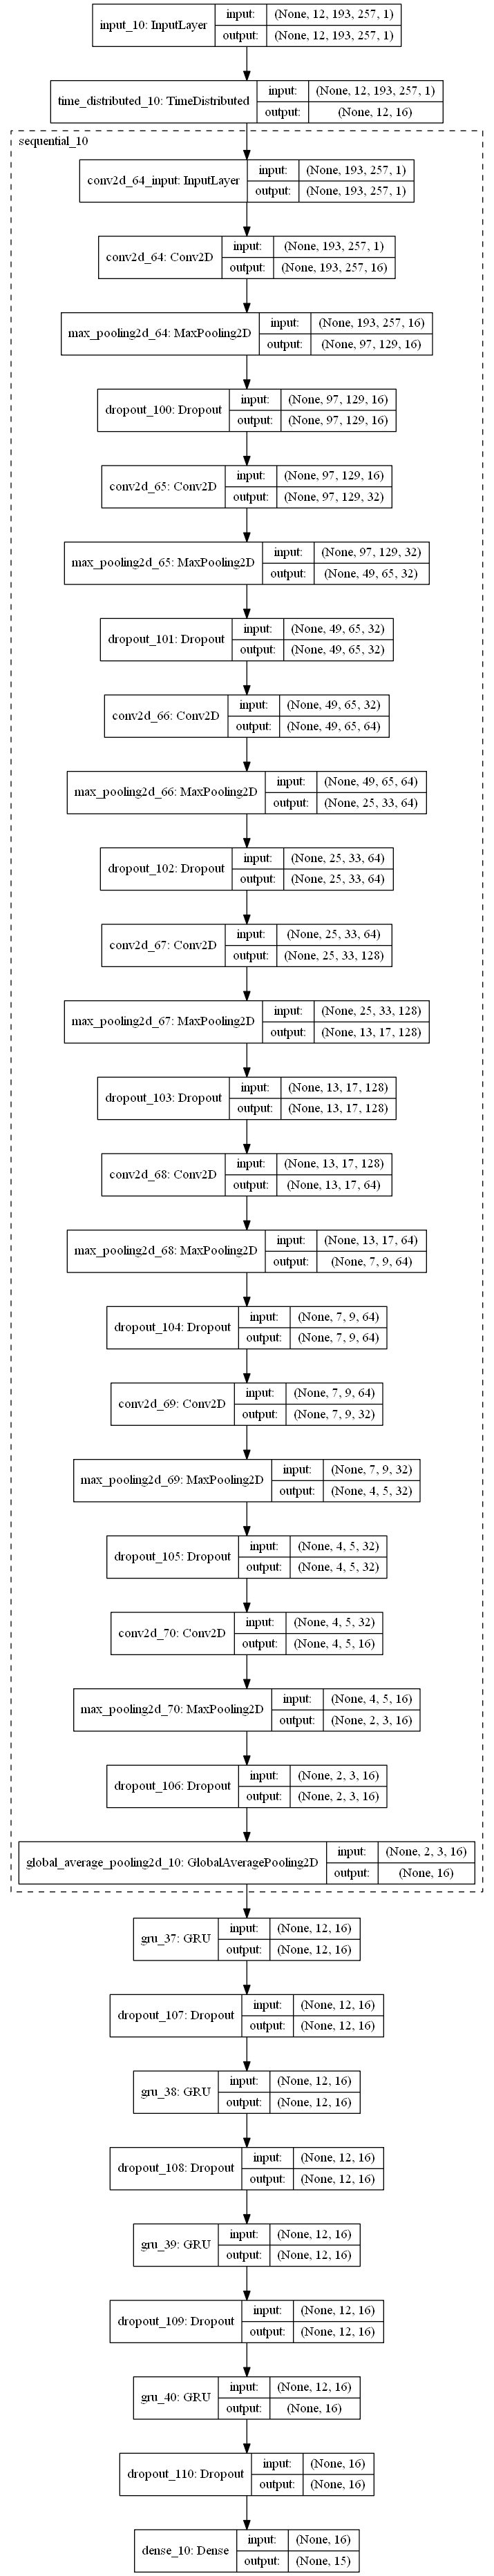 input_10: InputLayer
input: (None, 12, 193, 257, 1)
output: (None, 12, 193, 257, 1)
time_distributed_10: TimeDistributed
input: (None, 12, 193, 257, 1)
output: (None, 12, 16)
sequential_10
conv2d_64_input: InputLayer
input: (None, 193, 257, 1)
output: (None, 193, 257, 1)
conv2d_64: Conv2D
input: (None, 193, 257, 1)
output: (None, 193, 257, 16)
max_pooling2d_64: MaxPooling2D
input: (None, 193, 257, 16)
output: (None, 97, 129, 16)
dropout_100: Dropout
input: (None, 97, 129, 16)
output: (None, 97, 129, 16)
conv2d_65: Conv2D
input: (None, 97, 129, 16)
output: (None, 97, 129, 32)
max_pooling2d_65: MaxPooling2D
input: (None, 97, 129, 32)
output: (None, 49, 65, 32)
dropout_101: Dropout
input: (None, 49, 65, 32)
output: (None, 49, 65, 32)
conv2d_66: Conv2D
input: (None, 49, 65, 32)
output: (None, 49, 65, 64)
max_pooling2d_66: MaxPooling2D
input: (None, 49, 65, 64)
output: (None, 25, 33, 64)
dropout_102: Dropout
input: (None, 25, 33, 64)
output: (None, 25, 33, 64)
conv2d_67: Conv2D
input: (None, 25, 33, 64)
output: (None, 25, 33, 128)
max_pooling2d_67: MaxPooling2D
input: (None, 25, 33, 128)
output: (None, 13, 17, 128)
dropout_103: Dropout
input: (None, 13, 17, 128)
output: (None, 13, 17, 128)
conv2d_68: Conv2D
input: (None, 13, 17, 128)
output: (None, 13, 17, 64)
max_pooling2d_68: MaxPooling2D
input: (None, 13, 17, 64)
output: (None, 7, 9, 64)
dropout_104: Dropout
input: (None, 7, 9, 64)
output: (None, 7, 9, 64)
conv2d_69: Conv2D
input: (None, 7, 9, 64)
output: (None, 7, 9, 32)
max_pooling2d_69: MaxPooling2D
input: (None, 7, 9, 32)
output: (None, 4, 5, 32)
dropout_105: Dropout
input: (None, 4, 5, 32)
output: (None, 4, 5, 32)
conv2d_70: Conv2D
input: (None, 4, 5, 32)
output: (None, 4, 5, 16)
max_pooling2d_70: MaxPooling2D
input: (None, 4, 5, 16)
output: (None, 2, 3, 16)
dropout_106: Dropout
input: (None, 2, 3, 16)
output: (None, 2, 3, 16)
global_average_pooling2d_10: GlobalAveragePooling2D
input: (None, 2, 3, 16)
output: (None, 16)
gru_37: GRU
input: (None, 12, 16)
output: (None, 12, 16)
dropout_107: Dropout
input: (None, 12, 16)
output: (None, 12, 16)
gru_38: GRU
input: (None, 12, 16)
output: (None, 12, 16)
dropout_108: Dropout
input: (None, 12, 16)
output: (None, 12, 16)
gru_39: GRU
input: (None, 12, 16)
output: (None, 12, 16)
dropout_109: Dropout
input: (None, 12, 16)
output: (None, 12, 16)
gru_40: GRU
input: (None, 12, 16)
output: (None, 16)
dropout_110: Dropout
input: (None, 16)
output: (None, 16)
dense_10: Dense
input: (None, 16)
output: (None, 15)